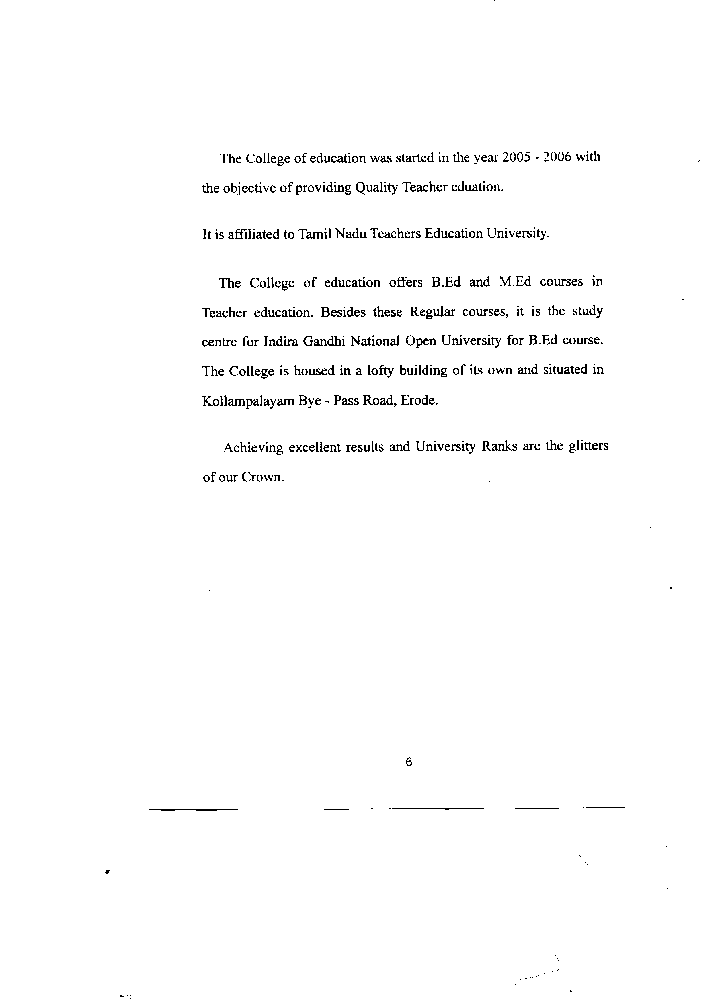 The College of education was started in the year 2005 - 2006 with
the objective of providing Quality Teacher eduation.
It is affiliated to Tamil Nadu Teachers Education University.
The College of education offers B.Ed and M.Ed courses in
Teacher education. Besides these Regular courses, it is the study
centre for Indira Gandhi National Open University for B.Ed course.
The College is housed in a lofty building of its own and situated in
Kollampalayam Bye - Pass Road, Erode.
Achieving excellent results and University Ranks are the glitters
of our Crown.
6